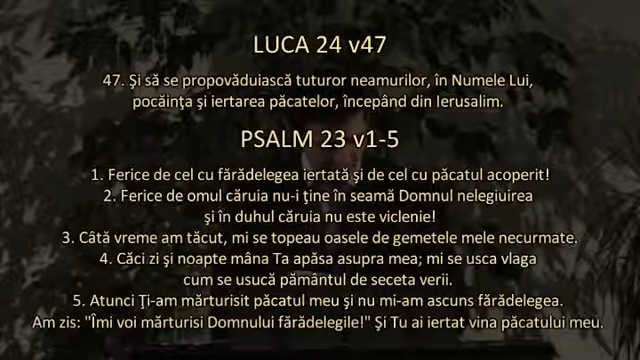 LUCA 24 v47
47. Şi să se propovăduiască tuturor neamurilor, în Numele Lui,
pocăinţa şi iertarea păcatelor, începând din Ierusalim.
PSALM 23 v1-5
1. Ferice de cel cu fărădelegea iertată şi de cel cu păcatul acoperit!
2. Ferice de omul căruia nu-i ţine în seamă Domnul nelegiuirea
şi în duhul căruia nu este viclenie!
3. Câtă vreme am tăcut, mi se topeau oasele de gemetele mele necurmate.
4. Căci zi şi noapte mâna Ta apăsa asupra mea; mi se usca vlaga
cum se usucă pământul de seceta verii.
5. Atunci Ţi-am mărturisit păcatul meu şi nu mi-am ascuns fărădelegea.
Am zis: "Îmi voi mărturisi Domnului fărădelegile!" Şi Tu ai iertat vina păcatului meu.